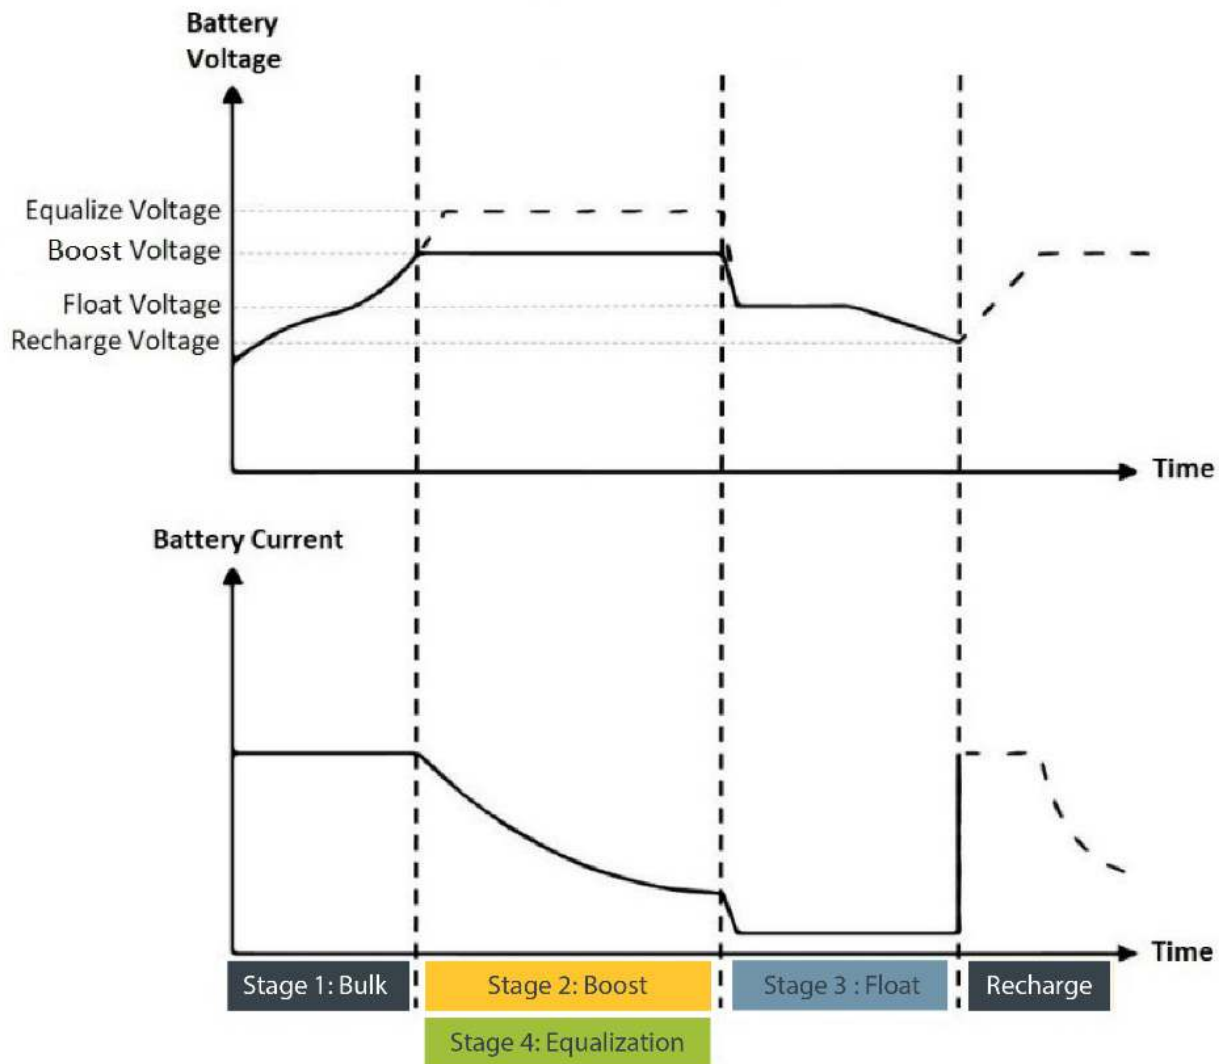 Battery
Voltage
Equalize Voltage
Boost Voltage
Float Voltage
Recharge Voltage
Time
Battery Current
Time
Stage 1: Bulk
Stage 2: Boost
Stage 3 : Float
Recharge
Stage 4: Equalization